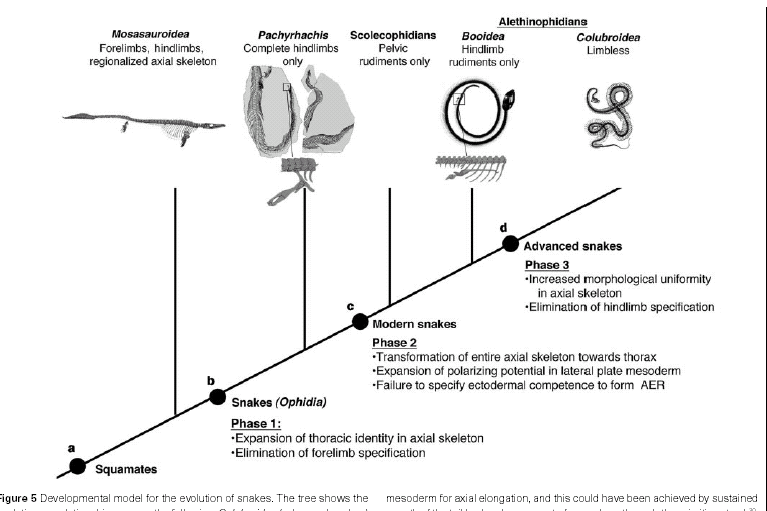 Alethinophidians
Mosasauroidea
Forelimbs, hindlimbs,
regionalized axial skeleton
Pachyrhachis
Complete hindlimbs
only
Scolecophidians
Pelvic
rudiments only
Booidea
Hindlimb
rudiments only
Colubroidea
Limbless
d
Advanced snakes
Phase 3
•Increased morphological uniformity
in axial skeleton
•Elimination of hindlimb specification
c
Modern snakes
Phase 2
•Transformation of entire axial skeleton towards thorax
•Expansion of polarizing potential in lateral plate mesoderm
•Failure to specify ectodermal competence to form AER
b
Snakes (Ophidia)
Phase 1:
•Expansion of thoracic identity in axial skeleton
•Elimination of forelimb specification
a
Squamates
Figure 5 Developmental model for the evolution of snakes. The tree shows the
mesoderm for axial elongation, and this could have been achieved by sustained